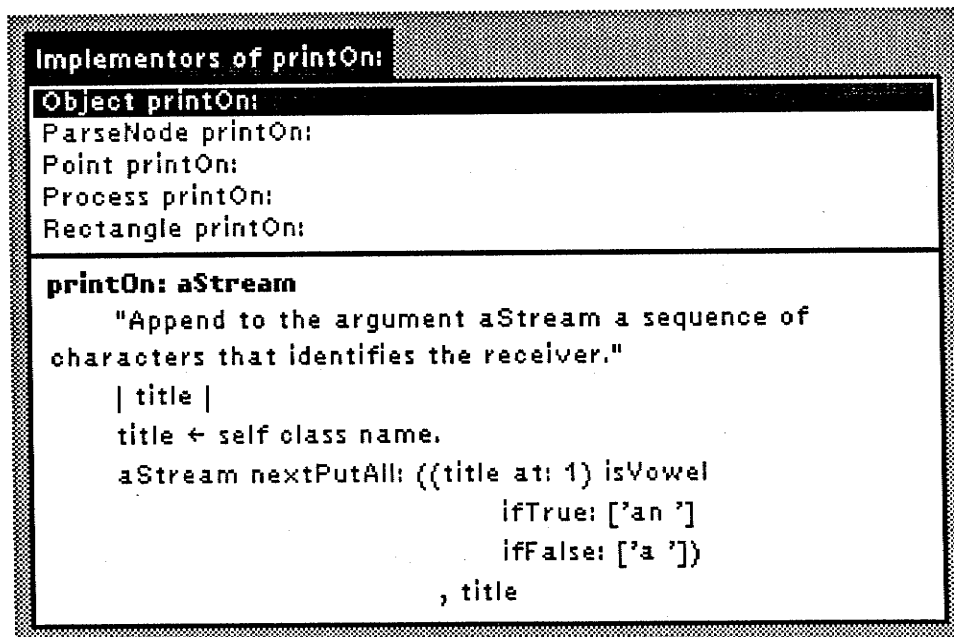 Implementors of printOn:
Object printOn:
ParseNode printOn:
Point printOn:
Process printOn:
Rectangle printOn:
printOn: aStream
"Append to the argument aStream a sequence of
characters that identifies the receiver."
| title |
title ← self class name.
aStream nextPutAll: ((title at: 1) isVowel
ifTrue: ['an ']
ifFalse: ['a '])
, title